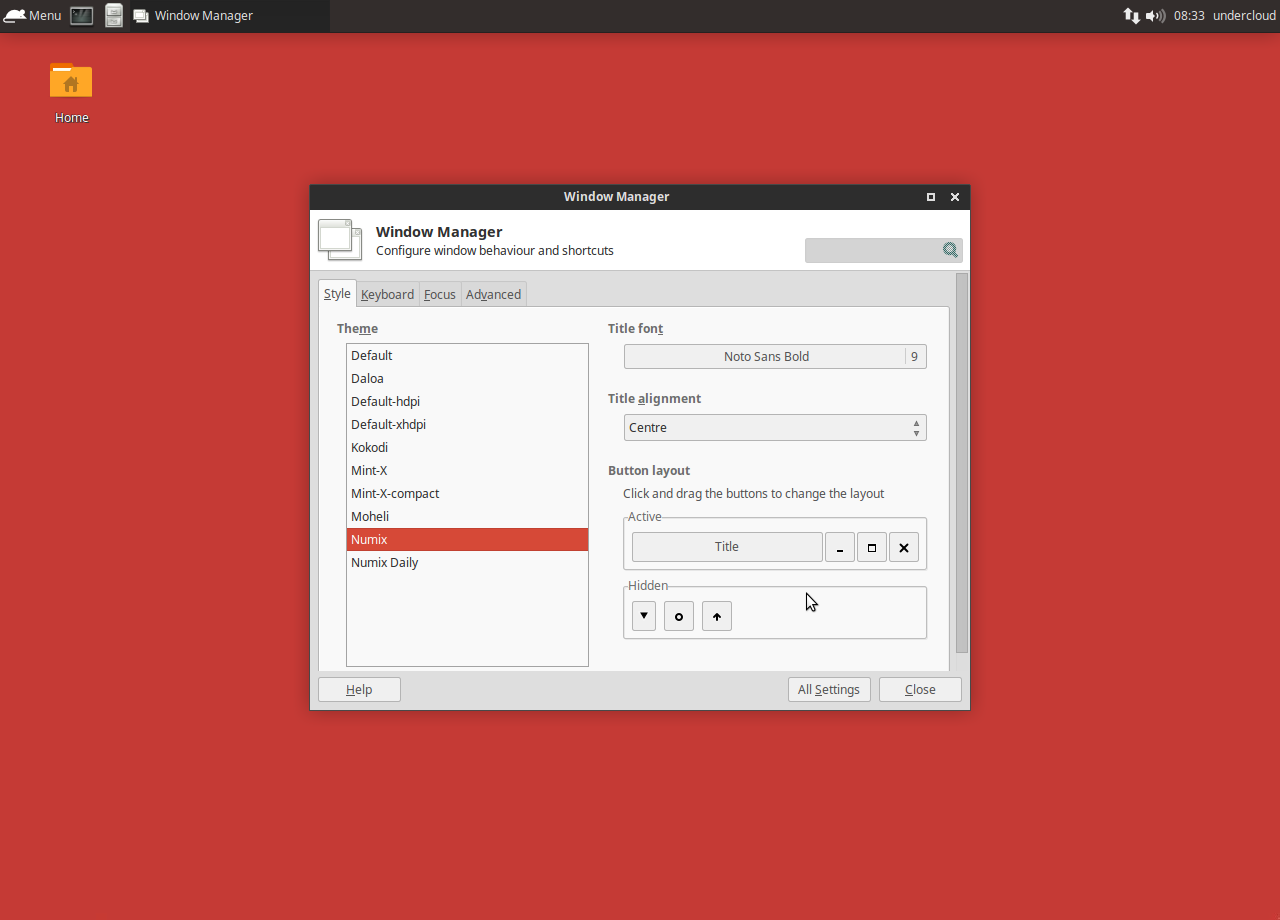 Menu
Window Manager
08:33
undercloud
Home
Window Manager
Window Manager
Configure window behaviour and shortcuts
Style
Keyboard
Focus
Advanced
Theme
Default
Daloa
Default-hdpi
Default-xhdpi
Kokodi
Mint-X
Mint-X-compact
Moheli
Numix
Numix Daily
Title font
Noto Sans Bold
9
Title alignment
Centre
Button layout
Click and drag the buttons to change the layout
Active
Title
Hidden
Help
All Settings
Close